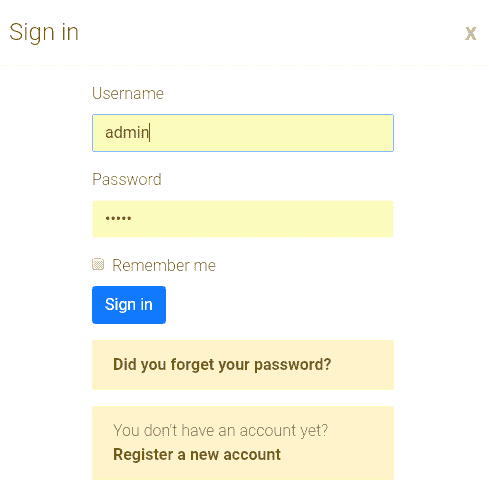 Sign in
x
Username
admin
Password
•••••
Remember me
Sign in
Did you forget your password?
You don't have an account yet?
Register a new account